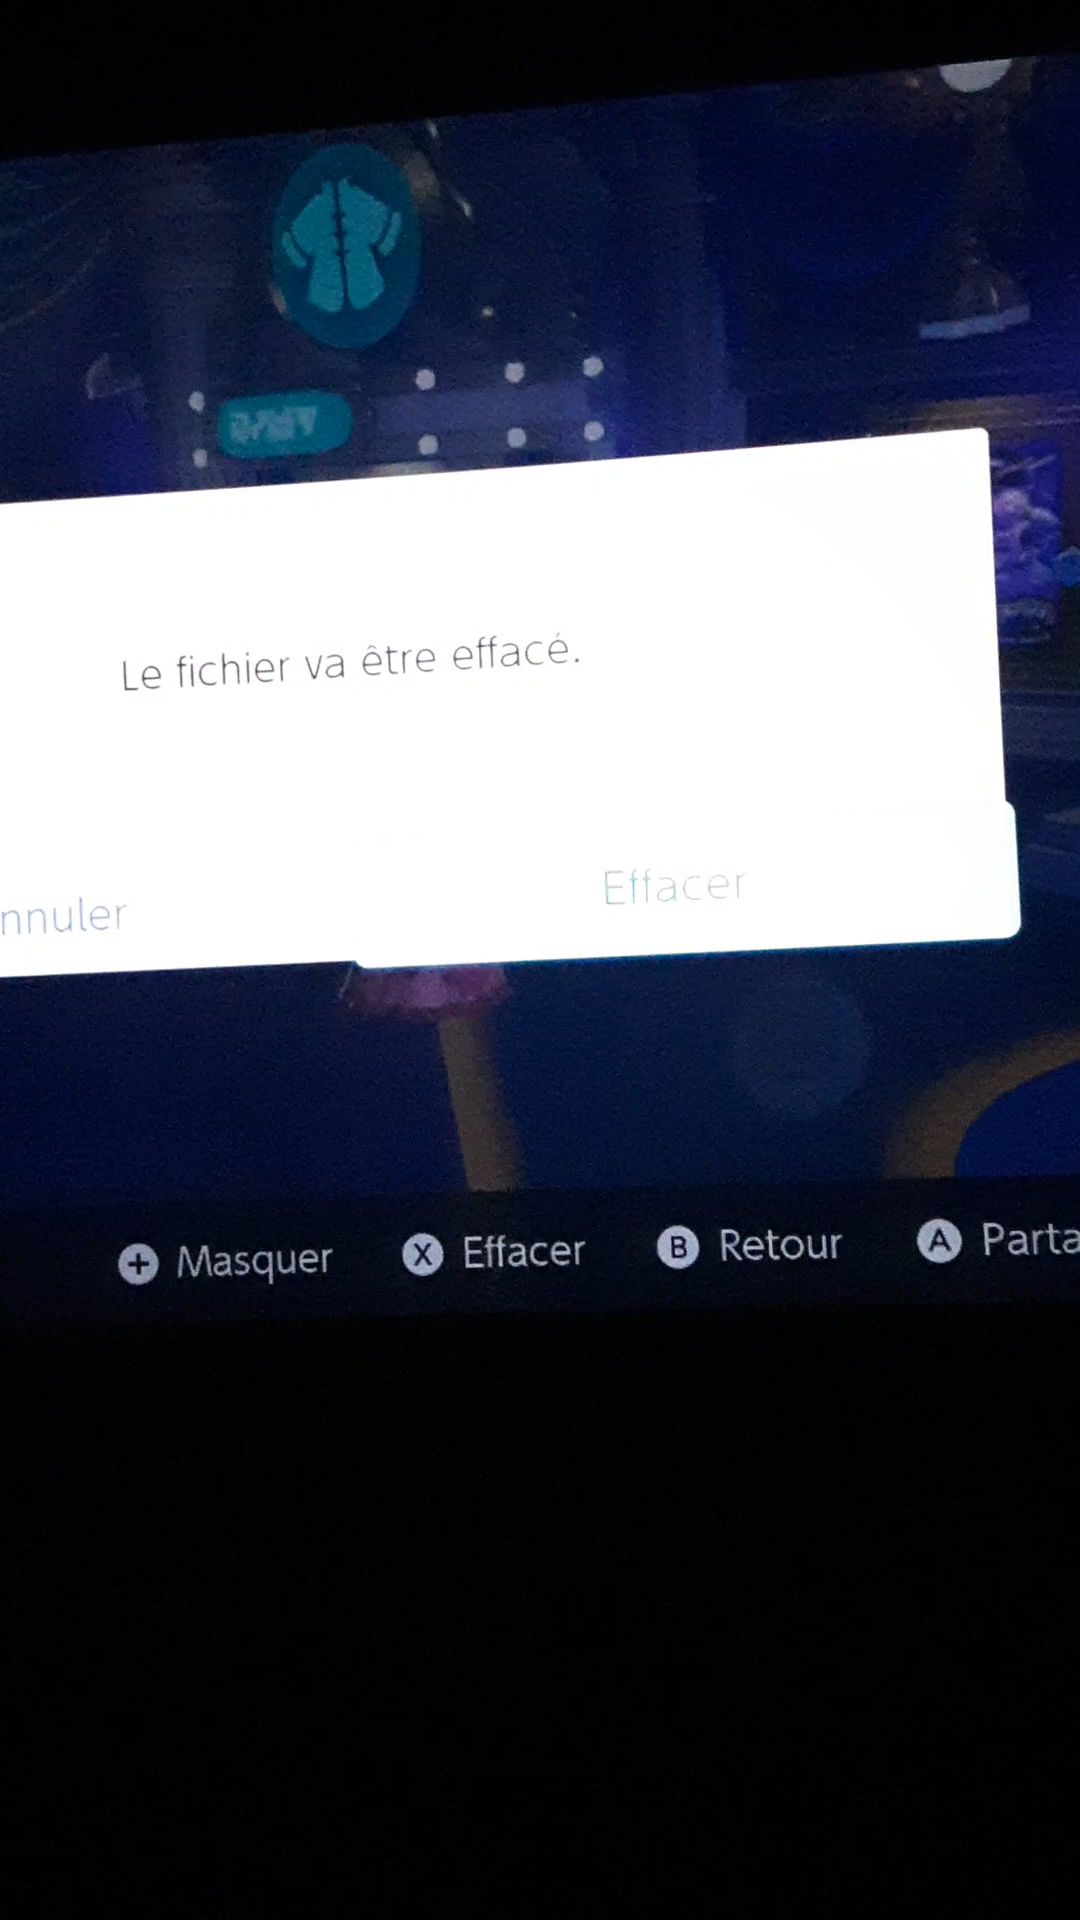 Le fichier va être effacé.
nnuler
Effacer
+ Masquer
X Effacer
B Retour
A Parta